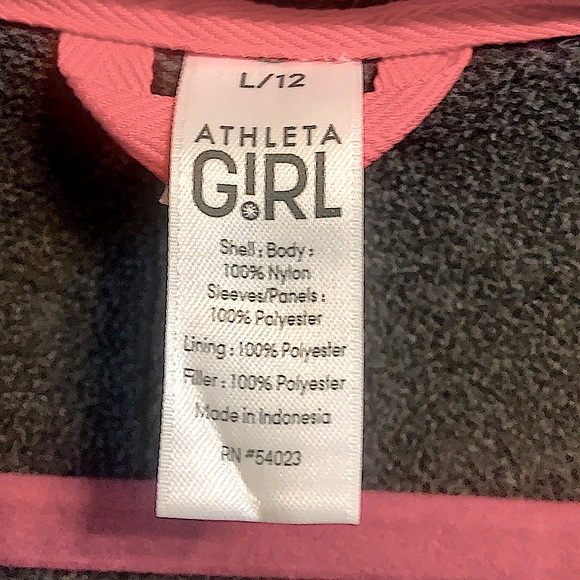 L/12
ATHLETA
G!RL
Shell : Body :
100% Nylon
Sleeves/Panels :
100% Polyester
Lining : 100% Polyester
Filler : 100% Polyester
Made in Indonesia
RN #54023